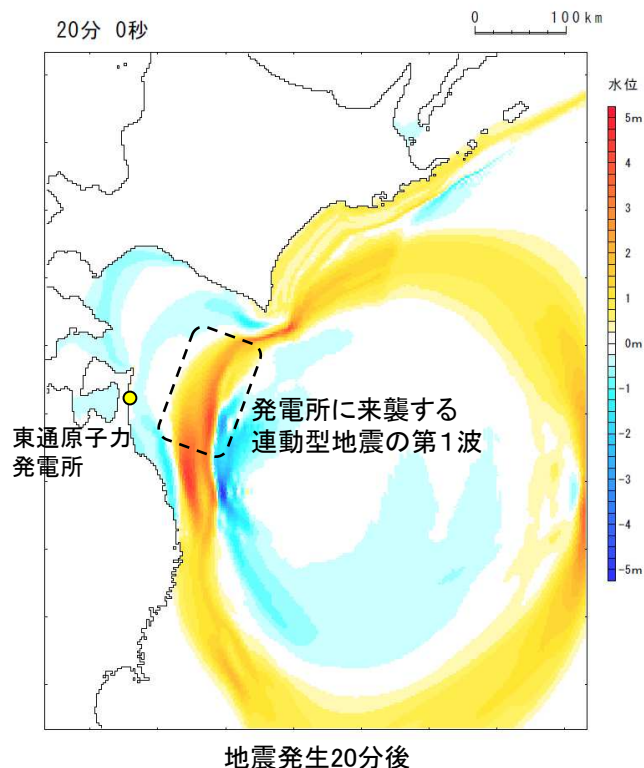 20分 0秒
0 100km
水位
5m
4
3
2
1
0m
-1
-2
-3
-4
-5m
東通原子力
発電所
発電所に来襲する
連動型地震の第1波
地震発生20分後